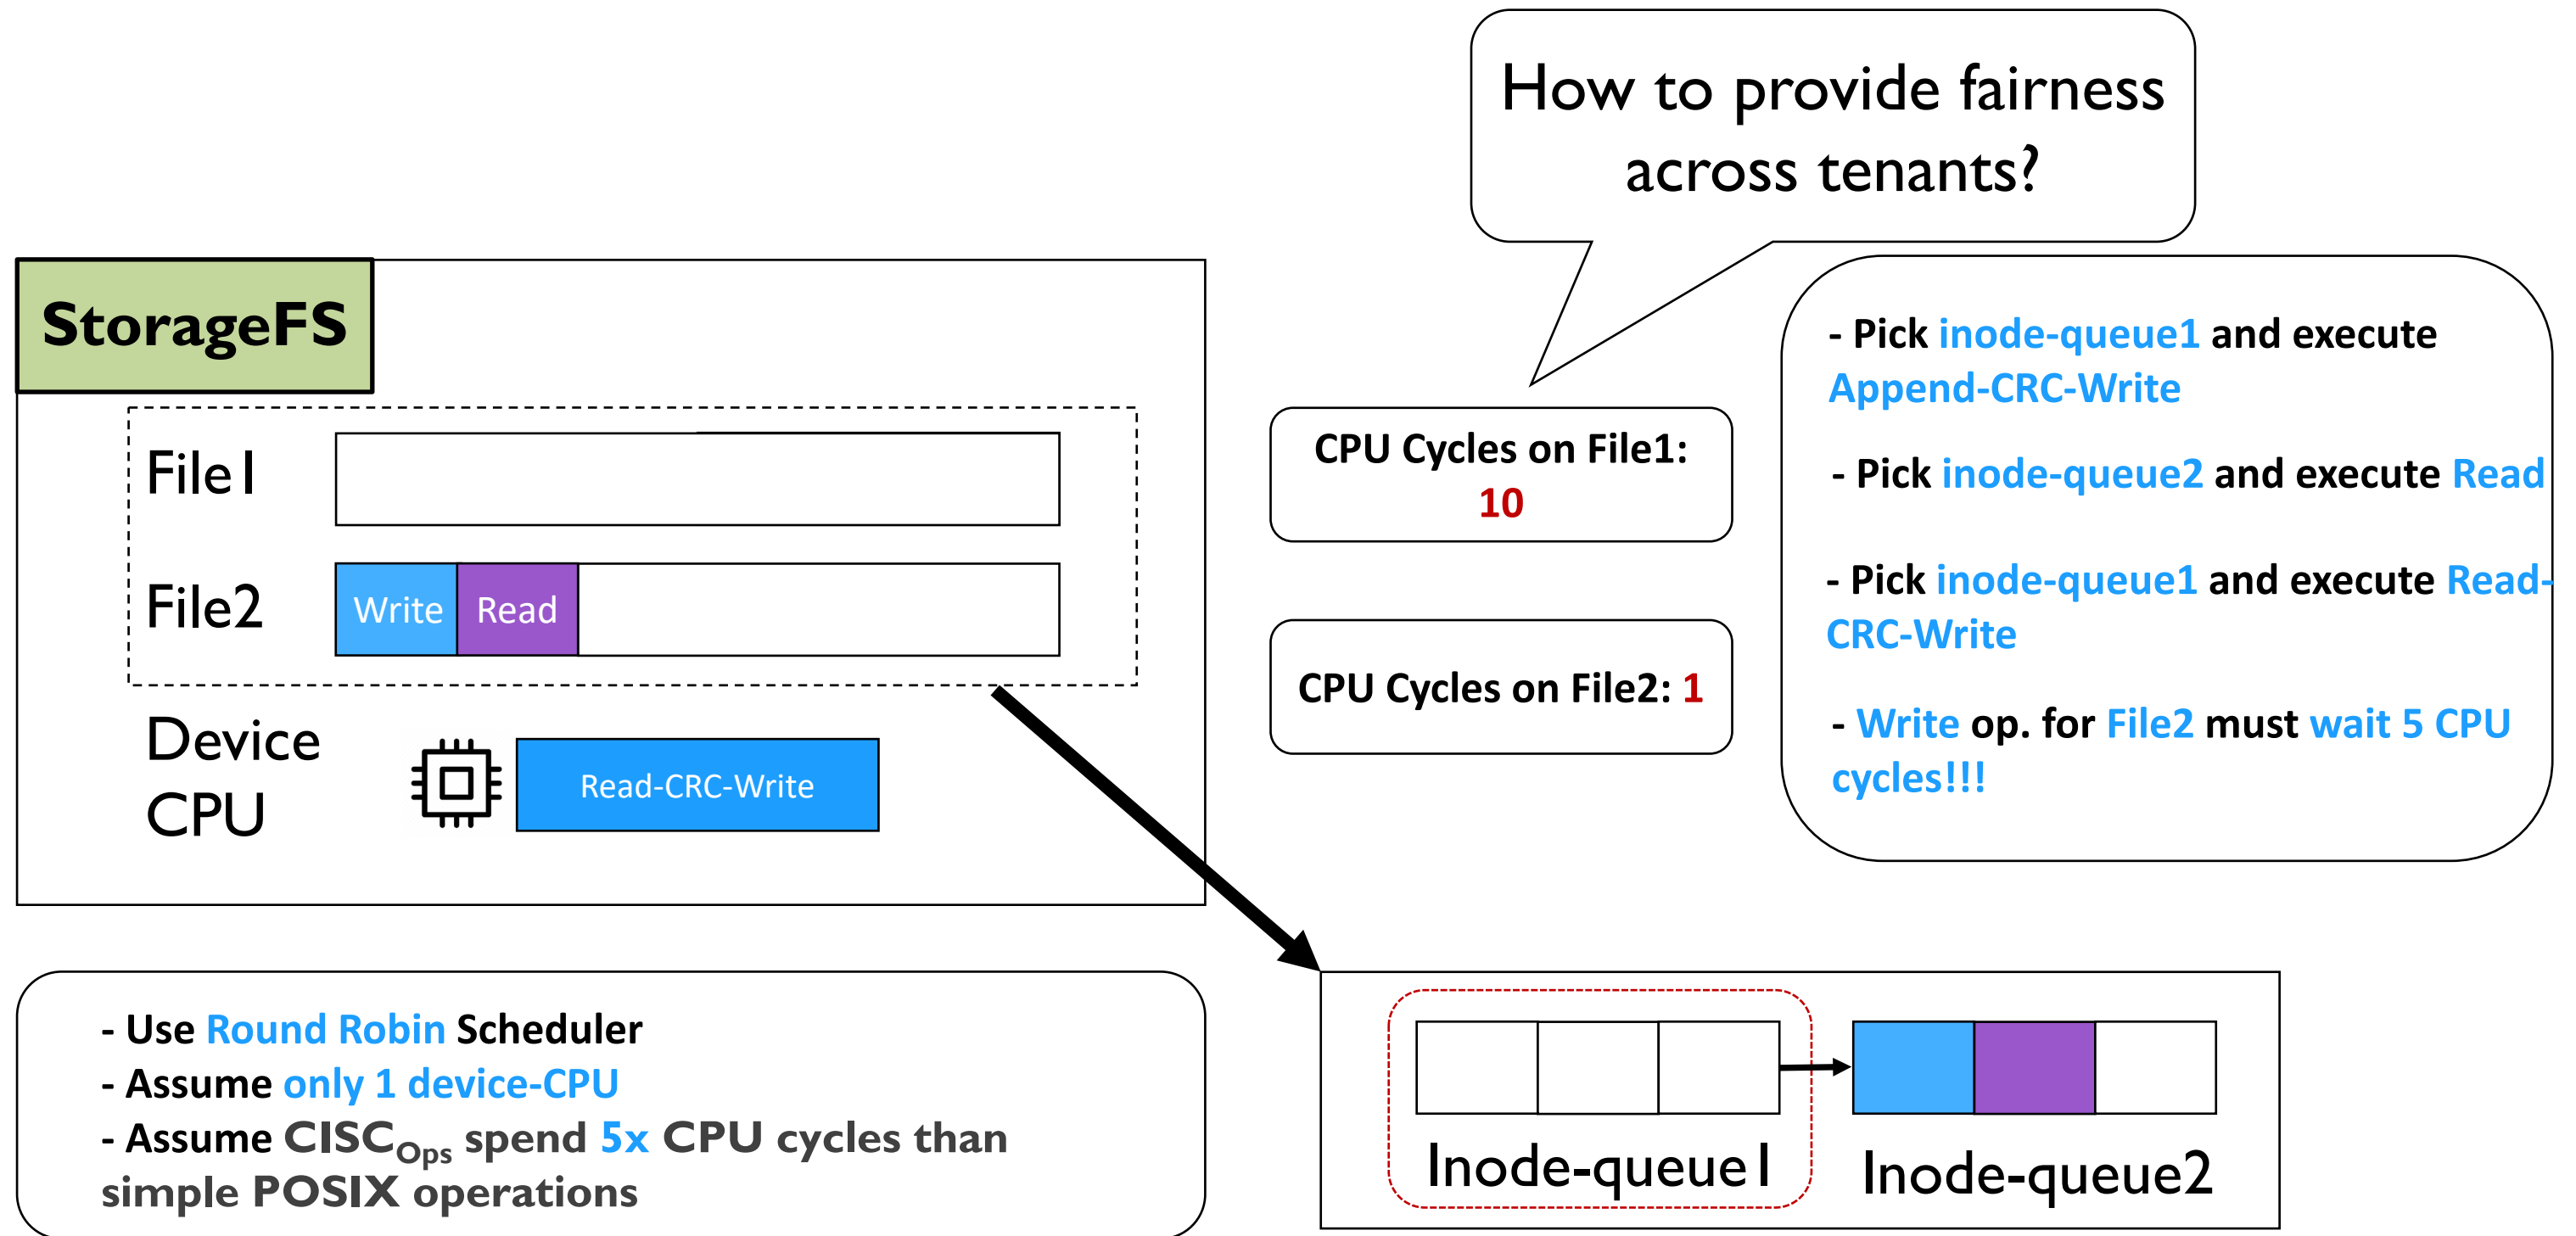 How to provide fairness
across tenants?
StorageFS
File1
File2
Write
Read
Device
CPU
Read-CRC-Write
CPU Cycles on File1:
10
CPU Cycles on File2: 1
- Pick inode-queue1 and execute
Append-CRC-Write
- Pick inode-queue2 and execute Read
- Pick inode-queue1 and execute Read-
CRC-Write
- Write op. for File2 must wait 5 CPU
cycles!!!
- Use Round Robin Scheduler
- Assume only 1 device-CPU
- Assume CISCOps spend 5x CPU cycles than
simple POSIX operations
Inode-queue1
Inode-queue2